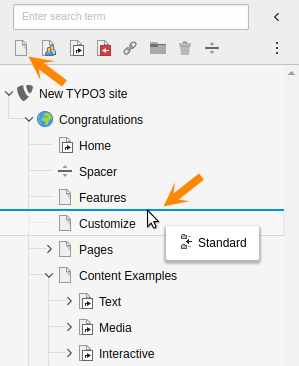 Enter search term
New TYPO3 site
Congratulations
Home
Spacer
Features
Customize
Standard
Pages
Content Examples
Text
Media
Interactive